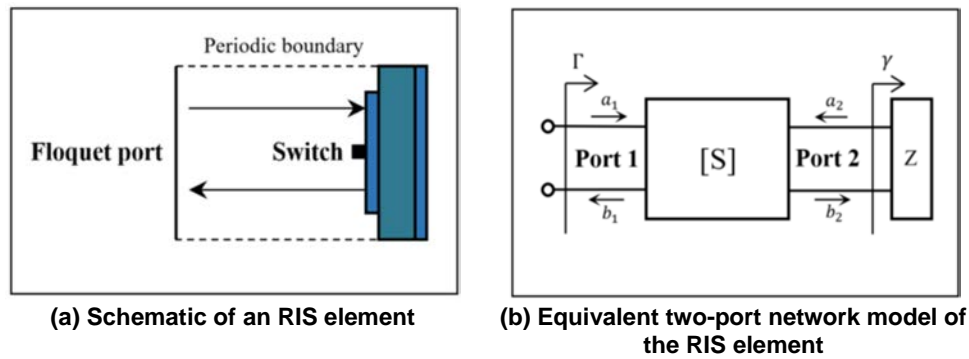 Periodic boundary
Floquet port
Switch
(a) Schematic of an RIS element
Γ
γ
a₁
a₂
Port 1
[S]
Port 2
Z
b₁
b₂
(b) Equivalent two-port network model of
the RIS element